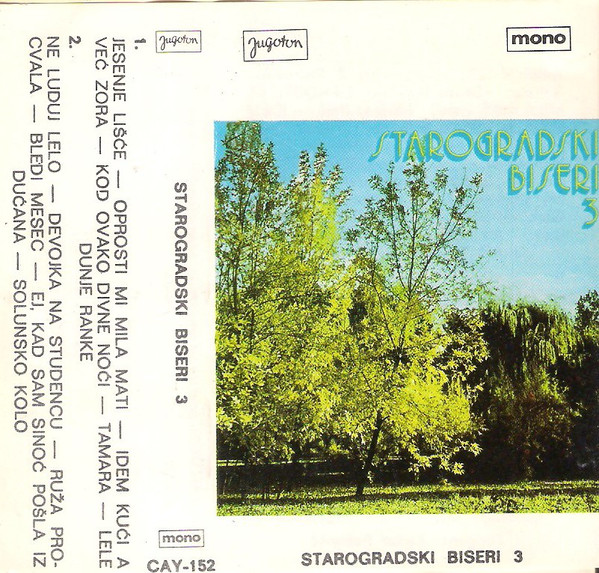 1.
JESENJE LIŠĆE — OPROSTI MI MILA MATI — IDEM KUĆI A
VEĆ ZORA — KOD OVAKO DIVNE NOĆI — TAMARA — LELE
DUNJE RANKE
2.
NE LUDUJ LELO — DEVOJKA NA STUDENCU — RUŽA PRO-
CVALA — BLEDI MESEC — EJ, KAD SAM SINOĆ POŠLA IZ
DUĆANA — SOLUNSKO KOLO
Jugoton
STAROGRADSKI BISERI 3
mono
CAY-152
Jugoton
mono
STAROGRADSKI
BISERI
3
STAROGRADSKI BISERI 3